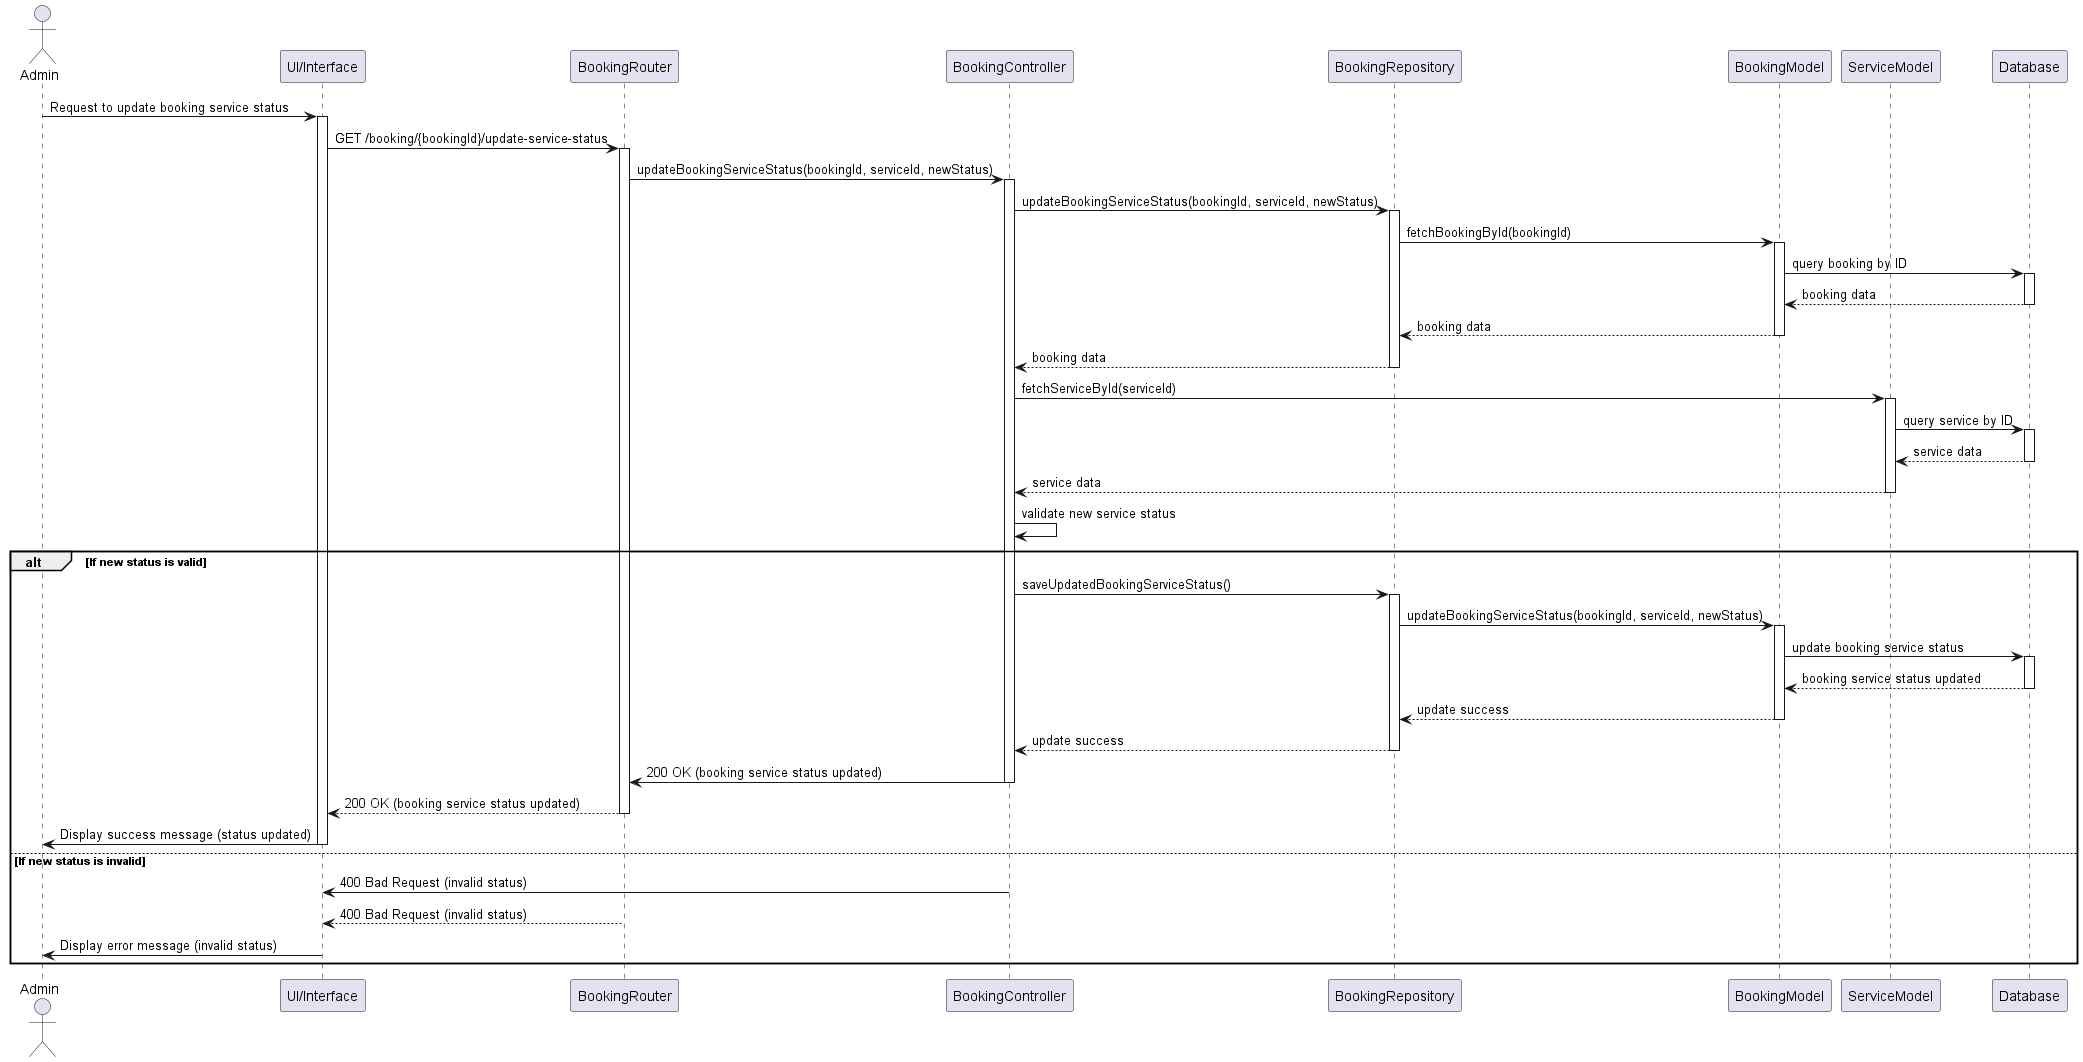 Admin
UI/Interface
BookingRouter
BookingController
BookingRepository
BookingModel
ServiceModel
Database
Request to update booking service status
GET /booking/{bookingId}/update-service-status
updateBookingServiceStatus(bookingId, serviceId, newStatus)
updateBookingServiceStatus(bookingId, serviceId, newStatus)
fetchBookingById(bookingId)
query booking by ID
booking data
booking data
booking data
fetchServiceById(serviceId)
query service by ID
service data
service data
validate new service status
alt
[If new status is valid]
saveUpdatedBookingServiceStatus()
updateBookingServiceStatus(bookingId, serviceId, newStatus)
update booking service status
booking service status updated
update success
update success
200 OK (booking service status updated)
200 OK (booking service status updated)
Display success message (status updated)
[If new status is invalid]
400 Bad Request (invalid status)
400 Bad Request (invalid status)
Display error message (invalid status)
Admin
UI/Interface
BookingRouter
BookingController
BookingRepository
BookingModel
ServiceModel
Database